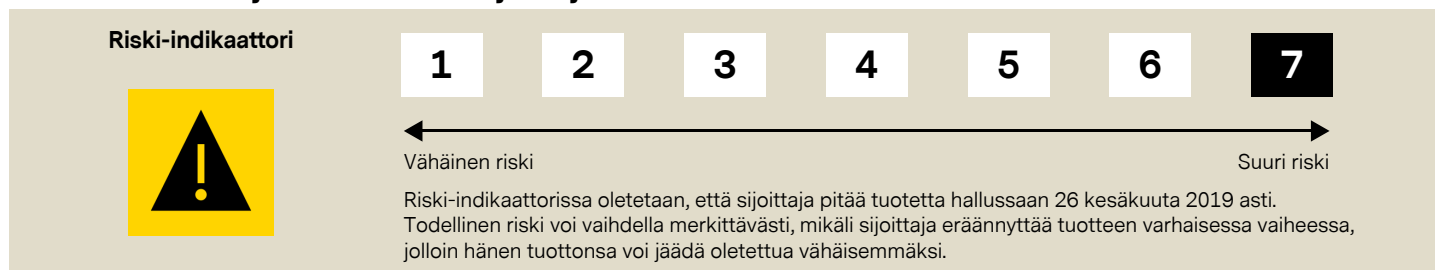 Riski-indikaattori
1 2 3 4 5 6 7
Vähäinen riski Suuri riski
Riski-indikaattorissa oletetaan, että sijoittaja pitää tuotetta hallussaan 26 kesäkuuta 2019 asti.
Todellinen riski voi vaihdella merkittävästi, mikäli sijoittaja eräännyttää tuotteen varhaisessa vaiheessa,
jolloin hänen tuottonsa voi jäädä oletettua vähäisemmäksi.